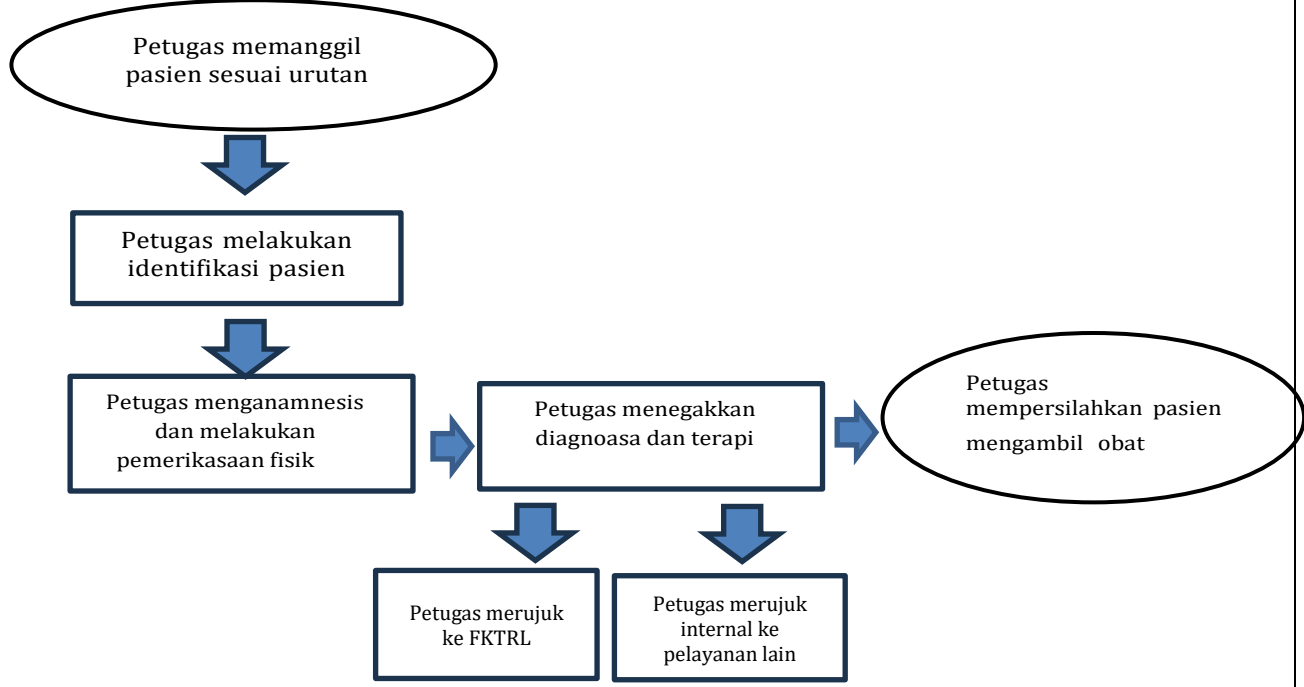 Petugas memanggil
pasien sesuai urutan
Petugas melakukan
identifikasi pasien
Petugas menganamnesis
dan melakukan
pemerikasaan fisik
Petugas menegakkan
diagnoasa dan terapi
Petugas
mempersilahkan pasien
mengambil obat
Petugas merujuk
ke FKTRL
Petugas merujuk
internal ke
pelayanan lain